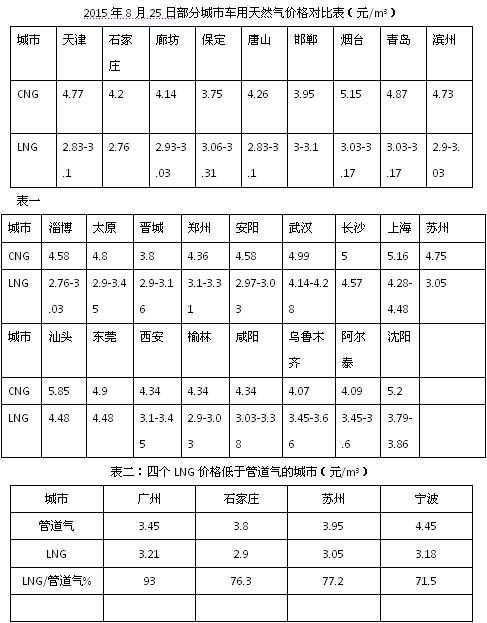 2015 年 8 月 25 日部分城市车用天然气价格对比表（元/m³）
城市 天津 石家庄 廊坊 保定 唐山 邯郸 烟台 青岛 滨州
CNG 4.77 4.2 4.14 3.75 4.26 3.95 5.15 4.87 4.73
LNG 2.83-3.1 2.76 2.93-3.03 3.06-3.31 2.83-3.1 3-3.1 3.03-3.17 3.03-3.17 2.9-3.03
表一
城市 淄博 太原 晋城 郑州 安阳 武汉 长沙 上海 苏州
CNG 4.58 4.8 3.8 4.36 4.58 4.99 5 5.16 4.75
LNG 2.76-3.03 2.9-3.45 2.9-3.16 3.1-3.31 2.97-3.03 4.14-4.28 4.57 4.28-4.48 3.05
城市 汕头 东莞 西安 榆林 咸阳 乌鲁木齐 阿尔泰 沈阳
CNG 5.85 4.9 4.34 4.34 4.34 4.07 4.09 5.2
LNG 4.48 4.48 3.1-3.45 2.9-3.03 3.03-3.38 3.45-3.66 3.45-3.6 3.79-3.86
表二：四个 LNG 价格低于管道气的城市（元/m³）
城市 广州 石家庄 苏州 宁波
管道气 3.45 3.8 3.95 4.45
LNG 3.21 2.9 3.05 3.18
LNG/管道气% 93 76.3 77.2 71.5